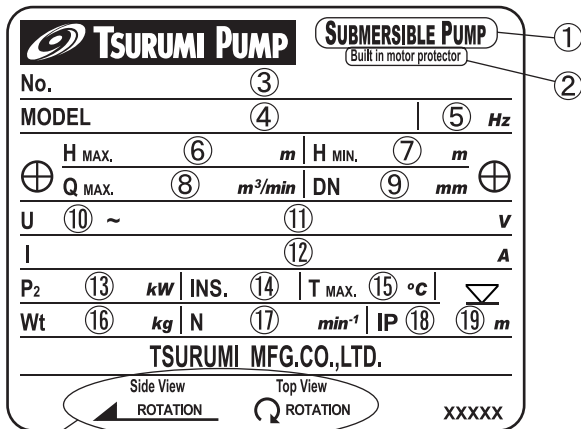 TSURUMI PUMP SUBMERSIBLE PUMP ①
Built in motor protector ②
No. ③
MODEL ④ ⑤ Hz
H MAX. ⑥ m H MIN. ⑦ m
Q MAX. ⑧ m³/min DN ⑨ mm
U ⑩ ~ ⑪ V
I ⑫ A
P₂ ⑬ kW INS. ⑭ T MAX. ⑮ °C
Wt ⑯ kg N ⑰ min⁻¹ IP ⑱ ⑲ m
TSURUMI MFG.CO.,LTD.
Side View Top View
ROTATION ROTATION XXXXX